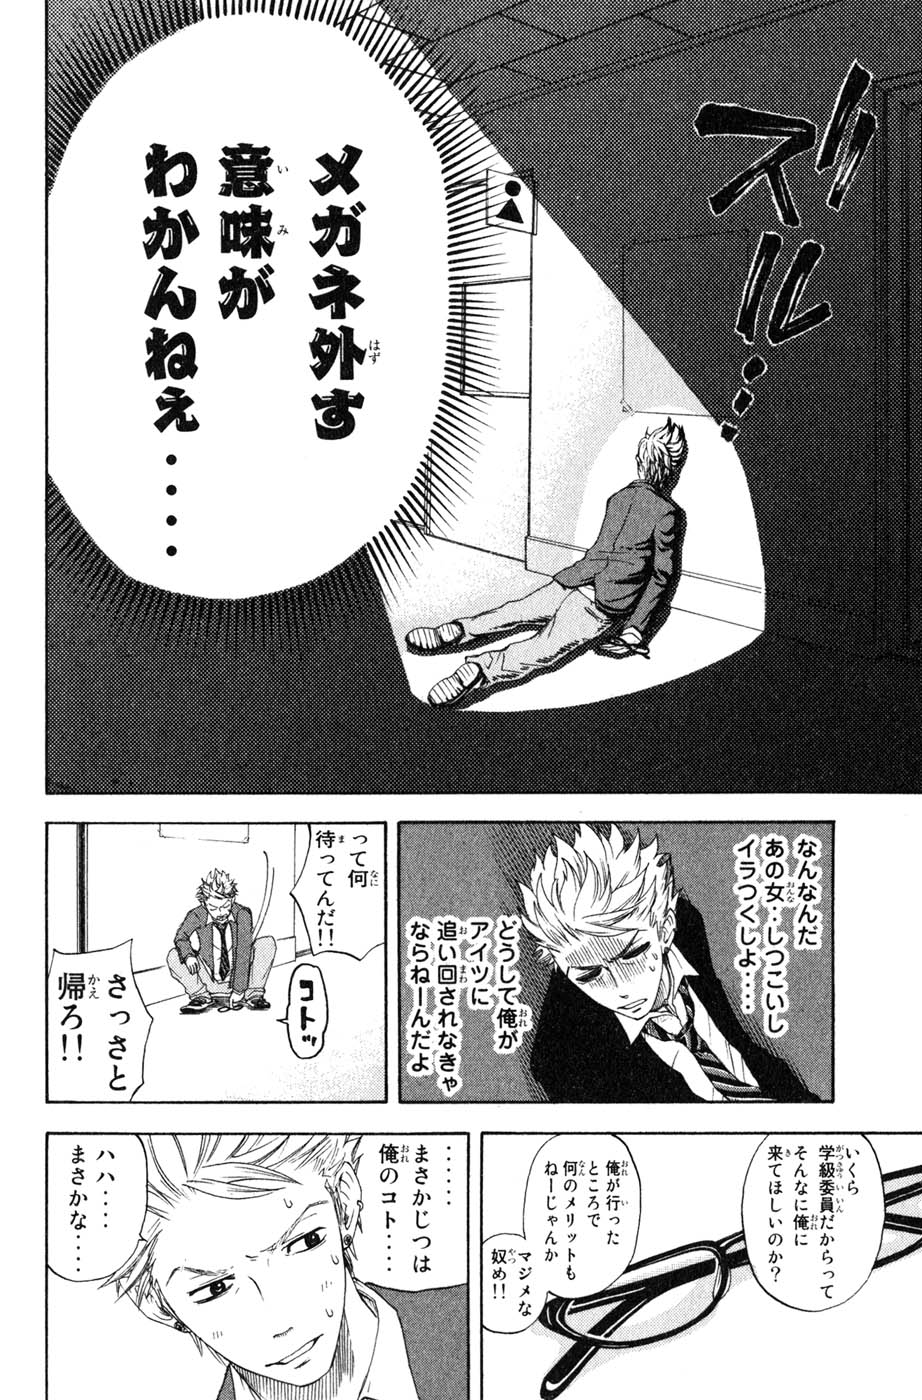 ズル・・・
メガネ外す
意味が
わかんねぇ・・・・
なんなんだ
あの女・・しつこいし
イラつくしよ・・・・
どうして俺が
アイツに
追い回されなきゃ
ならねーんだよ
って何
待ってんだ!!
コトッ
さっさと
帰ろ!!
いくら
学級委員だからって
そんなに俺に
来てほしいのか?
俺が行った
ところで
何のメリットも
ねーじゃんか
マジメな
奴め!!
・・・・・・
まさかじつは
俺のコト・・・・
ハハ・・・・
まさかな・・・・